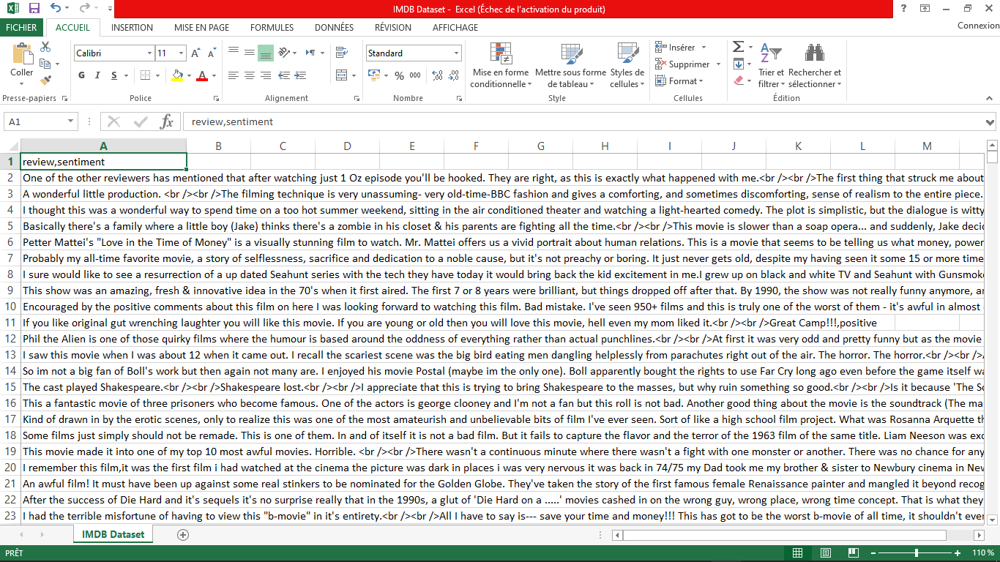 IMDB Dataset - Excel (Échec de l'activation du produit)
FICHIER ACCUEIL INSERTION MISE EN PAGE FORMULES DONNÉES RÉVISION AFFICHAGE Connexion
Coller
Presse-papiers
Calibri 11
G I S
Police
Alignement
Standard
% 000
Nombre
Mise en forme conditionnelle
Mettre sous forme de tableau
Styles de cellules
Style
Insérer
Supprimer
Format
Cellules
Trier et filtrer
Rechercher et sélectionner
Édition
A1 fx review,sentiment
A B C D E F G H I J K L M
1 review,sentiment
2 One of the other reviewers has mentioned that after watching just 1 Oz episode you'll be hooked. They are right, as this is exactly what happened with me.<br /><br />The first thing that struck me about
3 A wonderful little production. <br /><br />The filming technique is very unassuming- very old-time-BBC fashion and gives a comforting, and sometimes discomforting, sense of realism to the entire piece.
4 I thought this was a wonderful way to spend time on a too hot summer weekend, sitting in the air conditioned theater and watching a light-hearted comedy. The plot is simplistic, but the dialogue is witty
5 Basically there's a family where a little boy (Jake) thinks there's a zombie in his closet & his parents are fighting all the time.<br /><br />This movie is slower than a soap opera... and suddenly, Jake
6 Petter Mattei's "Love in the Time of Money" is a visually stunning film to watch. Mr. Mattei offers us a vivid portrait about human relations. This is a movie that seems to be telling us what money, power
7 Probably my all-time favorite movie, a story of selflessness, sacrifice and dedication to a noble cause, but it's not preachy or boring. It just never gets old, despite my having seen it some 15 or more time
8 I sure would like to see a resurrection of a up dated Seahunt series with the tech they have today it would bring back the kid excitement in me.I grew up on black and white TV and Seahunt with Gunsmok
9 This show was an amazing, fresh & innovative idea in the 70's when it first aired. The first 7 or 8 years were brilliant, but things dropped off after that. By 1990, the show was not really funny anymore,
10 Encouraged by the positive comments about this film on here I was looking forward to watching this film. Bad mistake. I've seen 950+ films and this is truly one of the worst of them - it's awful in almost
11 If you like original gut wrenching laughter you will like this movie. If you are young or old then you will love this movie, hell even my mom liked it.<br /><br />Great Camp!!!,positive
12 Phil the Alien is one of those quirky films where the humour is based around the oddness of everything rather than actual punchlines.<br /><br />At first it was very odd and pretty funny but as the movie
13 I saw this movie when I was about 12 when it came out. I recall the scariest scene was the big bird eating men dangling helplessly from parachutes right out of the air. The horror. The horror.<br /><br />
14 So im not a big fan of Boll's work but then again not many are. I enjoyed his movie Postal (maybe im the only one). Boll apparently bought the rights to use Far Cry long ago even before the game itself
15 The cast played Shakespeare.<br /><br />Shakespeare lost.<br /><br />I appreciate that this is trying to bring Shakespeare to the masses, but why ruin something so good.<br /><br />Is it because 'The
16 This a fantastic movie of three prisoners who become famous. One of the actors is george clooney and I'm not a fan but this roll is not bad. Another good thing about the movie is the soundtrack (The ma
17 Kind of drawn in by the erotic scenes, only to realize this was one of the most amateurish and unbelievable bits of film I've ever seen. Sort of like a high school film project. What was Rosanna Arquette
18 Some films just simply should not be remade. This is one of them. In and of itself it is not a bad film. But it fails to capture the flavor and the terror of the 1963 film of the same title. Liam Neeson was
19 This movie made it into one of my top 10 most awful movies. Horrible. <br /><br />There wasn't a continuous minute where there wasn't a fight with one monster or another. There was no chance for any
20 I remember this film,it was the first film i had watched at the cinema the picture was dark in places i was very nervous it was back in 74/75 my Dad took me my brother & sister to Newbury cinema in
21 An awful film! It must have been up against some real stinkers to be nominated for the Golden Globe. They've taken the story of the first famous female Renaissance painter and mangled it beyond recog
22 After the success of Die Hard and it's sequels it's no surprise really that in the 1990s, a glut of 'Die Hard on a .....' movies cashed in on the wrong guy, wrong place, wrong time concept. That is what they
23 I had the terrible misfortune of having to view this "b-movie" in it's entirety.<br /><br />All I have to say is--- save your time and money!!! This has got to be the worst b-movie of all time, it shouldn't
IMDB Dataset
PRÊT 110 %